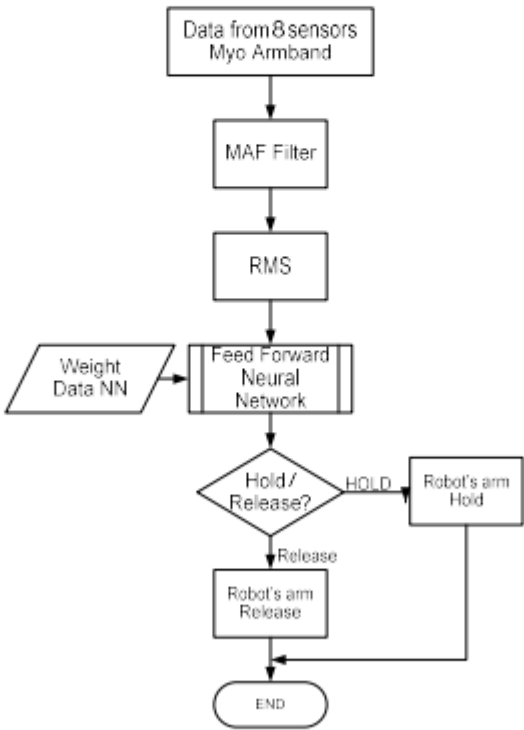 Data from 8 sensors
Myo Armband
MAF Filter
RMS
Weight
Data NN
Feed Forward
Neural
Network
Hold /
Release?
HOLD
Robot's arm
Hold
Release
Robot's arm
Release
END